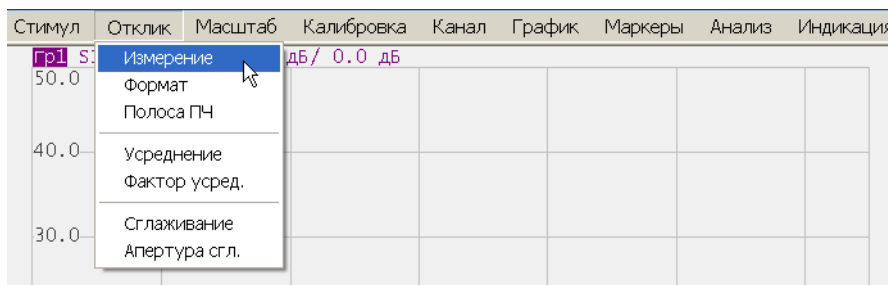 Стимул Отклик Масштаб Калибровка Канал График Маркеры Анализ Индикация
Гр1 дБ/ 0.0 дБ
50.0
Измерение
Формат
Полоса ПЧ
40.0
Усреднение
Фактор усред.
30.0
Сглаживание
Апертура сгл.